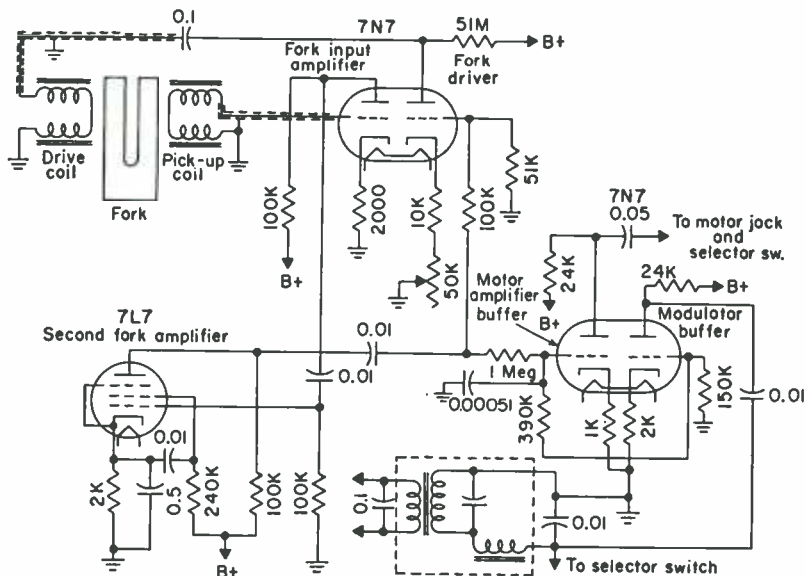 0.1
7N7
51M
B+
Fork input
amplifier
Fork
driver
Drive
coil
Pick-up
coil
Fork
100K
B+
2000
10K
50K
100K
51K
7N7
0.05
To motor jack
and
selector sw.
24K
B+
24K
B+
Motor
amplifier
buffer
Modulator
buffer
7L7
Second fork amplifier
0.01
0.01
1 Meg
0.00051
390K
1K
2K
150K
0.01
0.01
2K
0.5
240K
100K
100K
B+
0.1
0.01
To selector switch